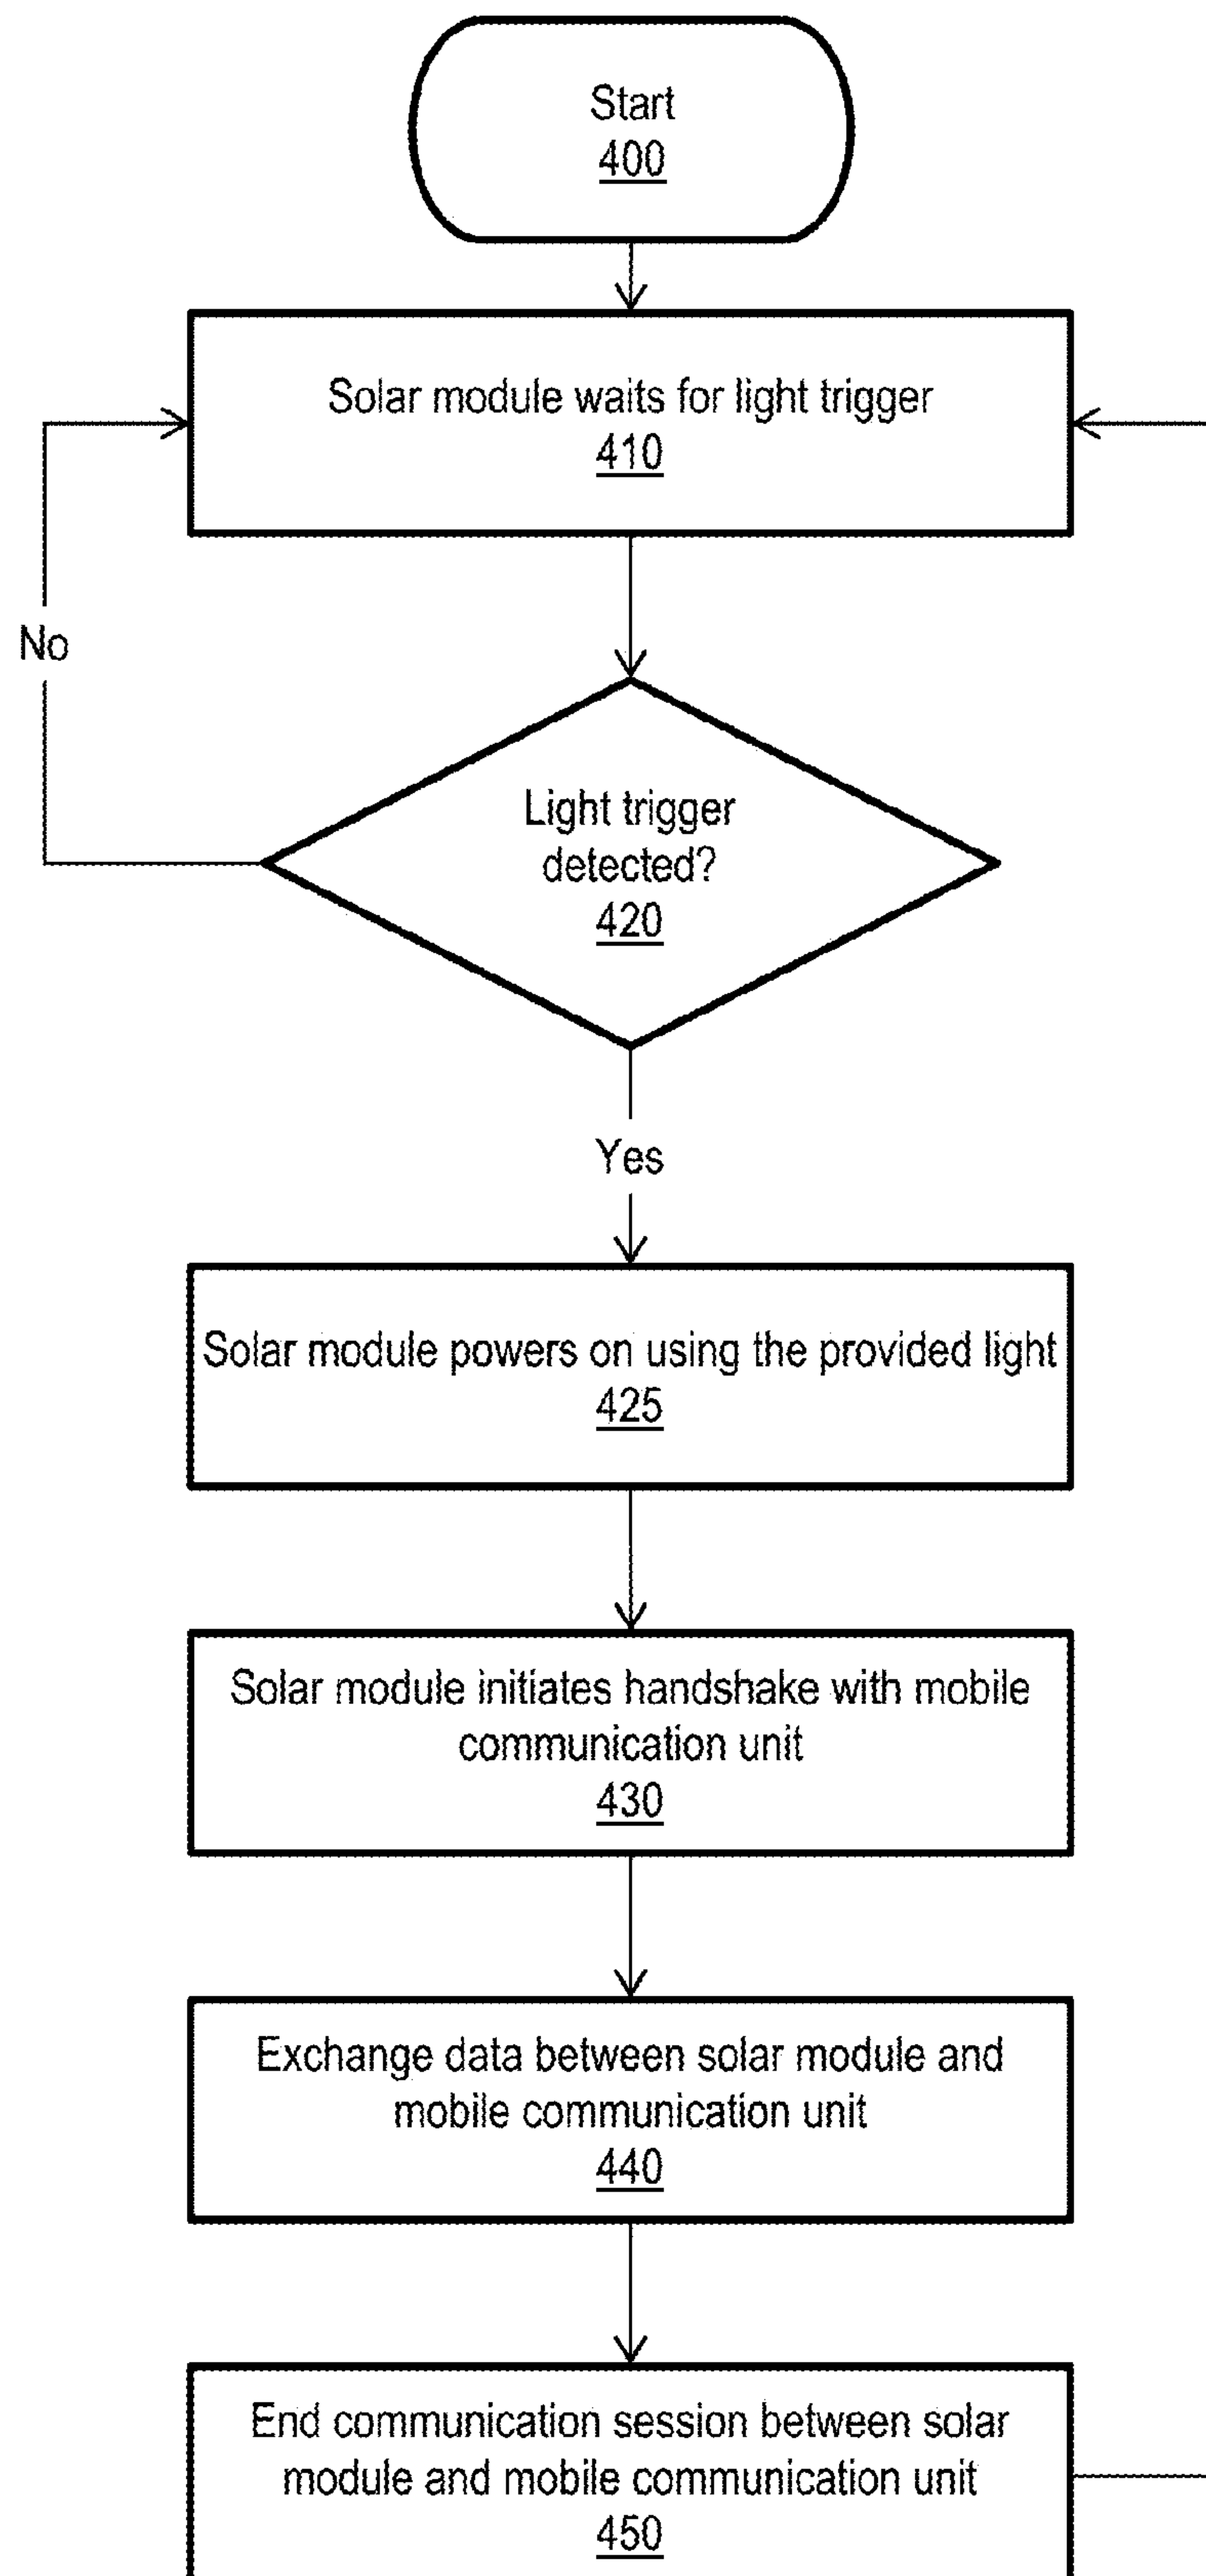 Start
400
Solar module waits for light trigger
410
No
Light trigger
detected?
420
Yes
Solar module powers on using the provided light
425
Solar module initiates handshake with mobile
communication unit
430
Exchange data between solar module and
mobile communication unit
440
End communication session between solar
module and mobile communication unit
450